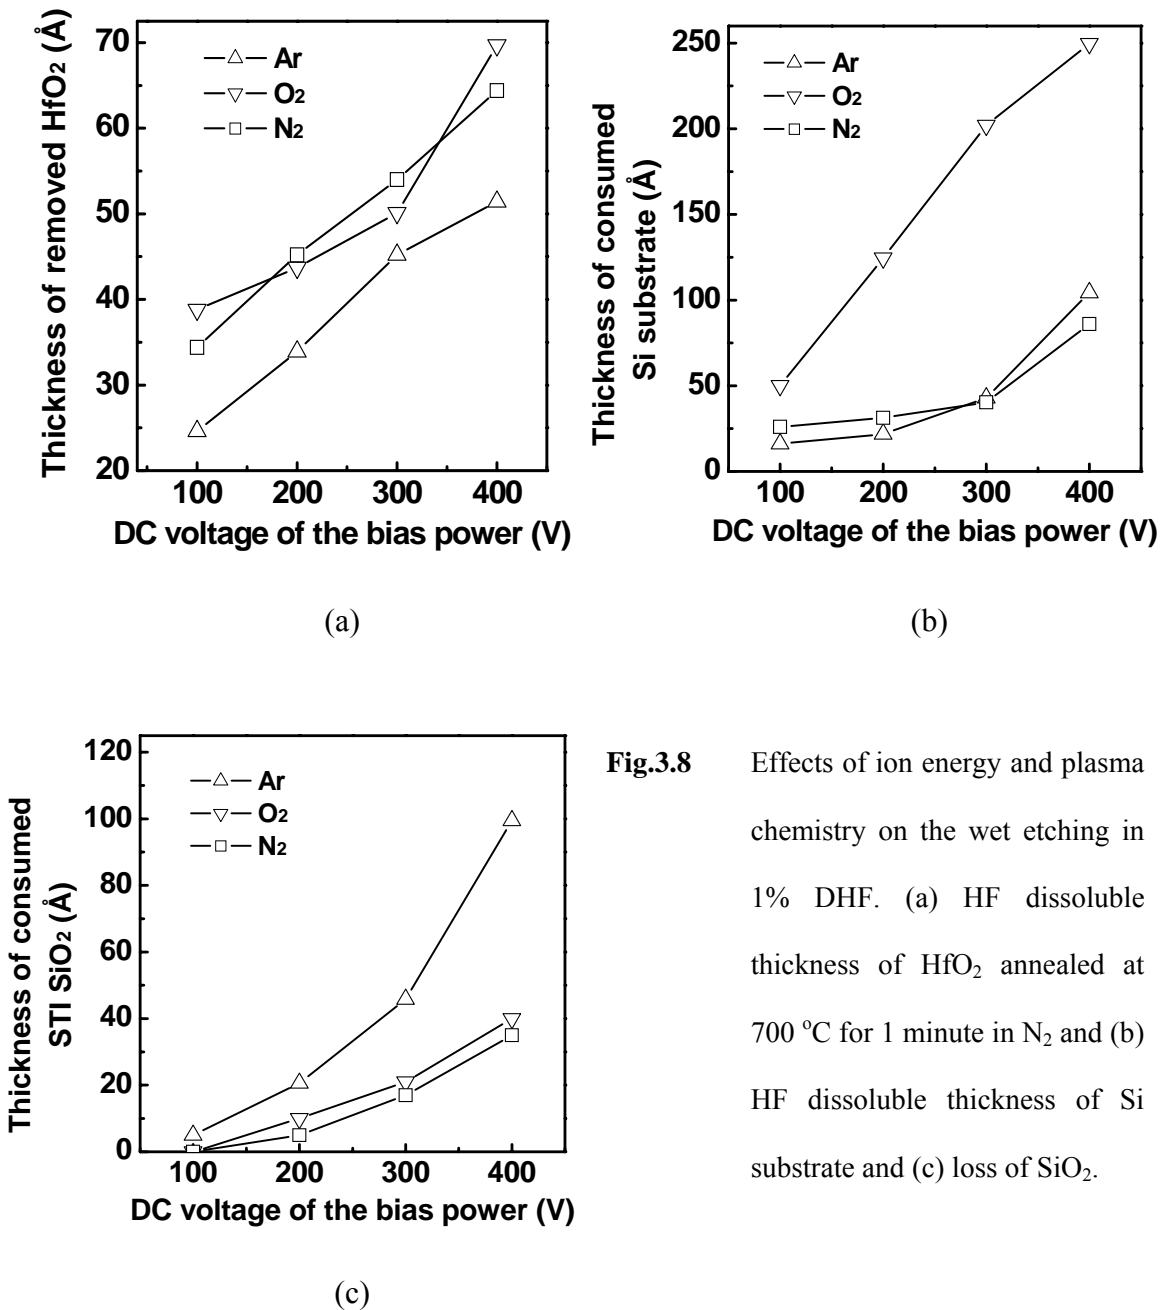 Thickness of removed HfO2 (Å)
70
60
50
40
30
20
Ar
O2
N2
100 200 300 400
DC voltage of the bias power (V)
(a)
Thickness of consumed
Si substrate (Å)
250
200
150
100
50
0
Ar
O2
N2
100 200 300 400
DC voltage of the bias power (V)
(b)
Thickness of consumed
STI SiO2 (Å)
120
100
80
60
40
20
0
Ar
O2
N2
100 200 300 400
DC voltage of the bias power (V)
(c)
Fig.3.8 Effects of ion energy and plasma
chemistry on the wet etching in
1% DHF. (a) HF dissoluble
thickness of HfO2 annealed at
700 °C for 1 minute in N2 and (b)
HF dissoluble thickness of Si
substrate and (c) loss of SiO2.